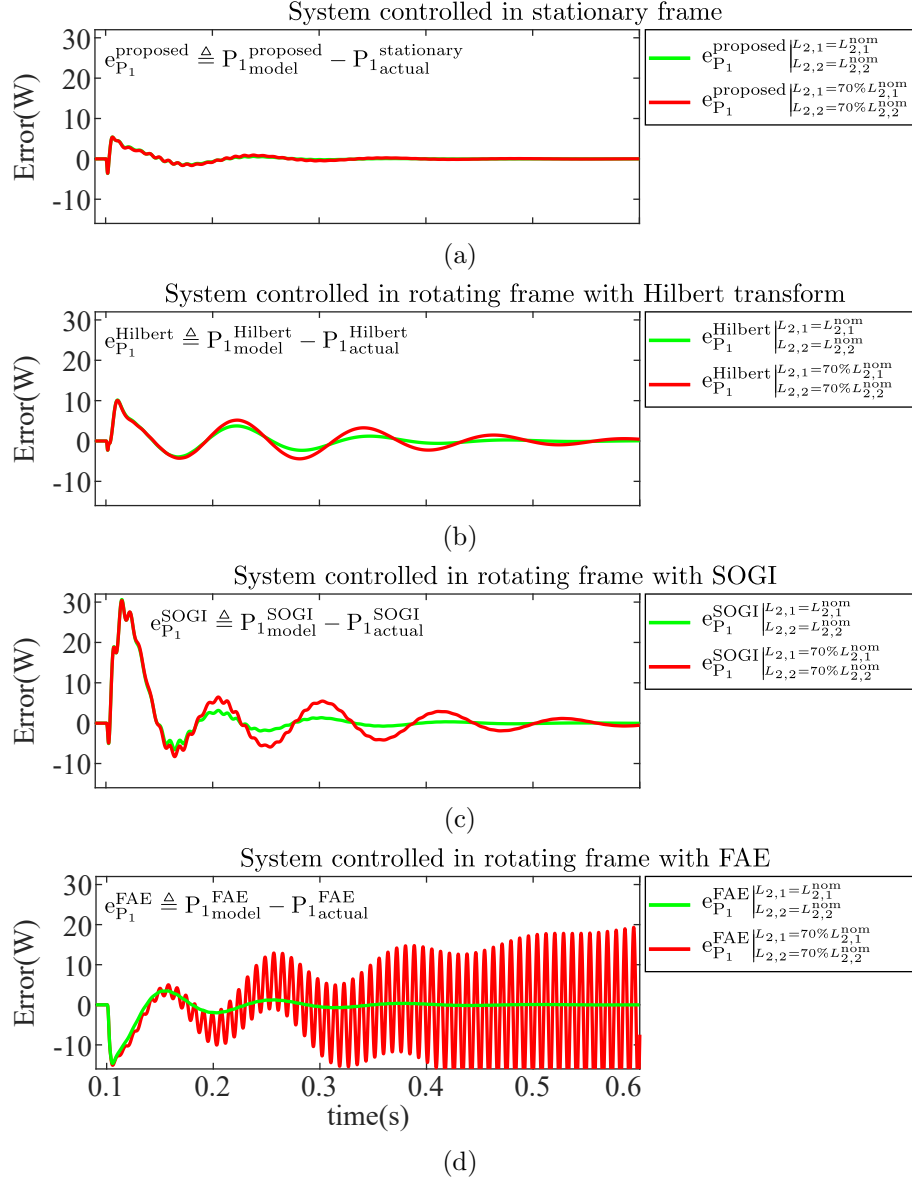 System controlled in stationary frame
30
20
10
0
-10
Error(W)
e_{P_1}^{proposed} ≜ P_{1 model}^{proposed} − P_{1 actual}^{stationary}
e_{P_1}^{proposed}|_{L_{2,2}=L_{2,2}^{nom}}^{L_{2,1}=L_{2,1}^{nom}}
e_{P_1}^{proposed}|_{L_{2,2}=70%L_{2,2}^{nom}}^{L_{2,1}=70%L_{2,1}^{nom}}
(a)
System controlled in rotating frame with Hilbert transform
30
20
10
0
-10
Error(W)
e_{P_1}^{Hilbert} ≜ P_{1 model}^{Hilbert} − P_{1 actual}^{Hilbert}
e_{P_1}^{Hilbert}|_{L_{2,2}=L_{2,2}^{nom}}^{L_{2,1}=L_{2,1}^{nom}}
e_{P_1}^{Hilbert}|_{L_{2,2}=70%L_{2,2}^{nom}}^{L_{2,1}=70%L_{2,1}^{nom}}
(b)
System controlled in rotating frame with SOGI
30
20
10
0
-10
Error(W)
e_{P_1}^{SOGI} ≜ P_{1 model}^{SOGI} − P_{1 actual}^{SOGI}
e_{P_1}^{SOGI}|_{L_{2,2}=L_{2,2}^{nom}}^{L_{2,1}=L_{2,1}^{nom}}
e_{P_1}^{SOGI}|_{L_{2,2}=70%L_{2,2}^{nom}}^{L_{2,1}=70%L_{2,1}^{nom}}
(c)
System controlled in rotating frame with FAE
30
20
10
0
-10
Error(W)
e_{P_1}^{FAE} ≜ P_{1 model}^{FAE} − P_{1 actual}^{FAE}
e_{P_1}^{FAE}|_{L_{2,2}=L_{2,2}^{nom}}^{L_{2,1}=L_{2,1}^{nom}}
e_{P_1}^{FAE}|_{L_{2,2}=70%L_{2,2}^{nom}}^{L_{2,1}=70%L_{2,1}^{nom}}
0.1 0.2 0.3 0.4 0.5 0.6
time(s)
(d)